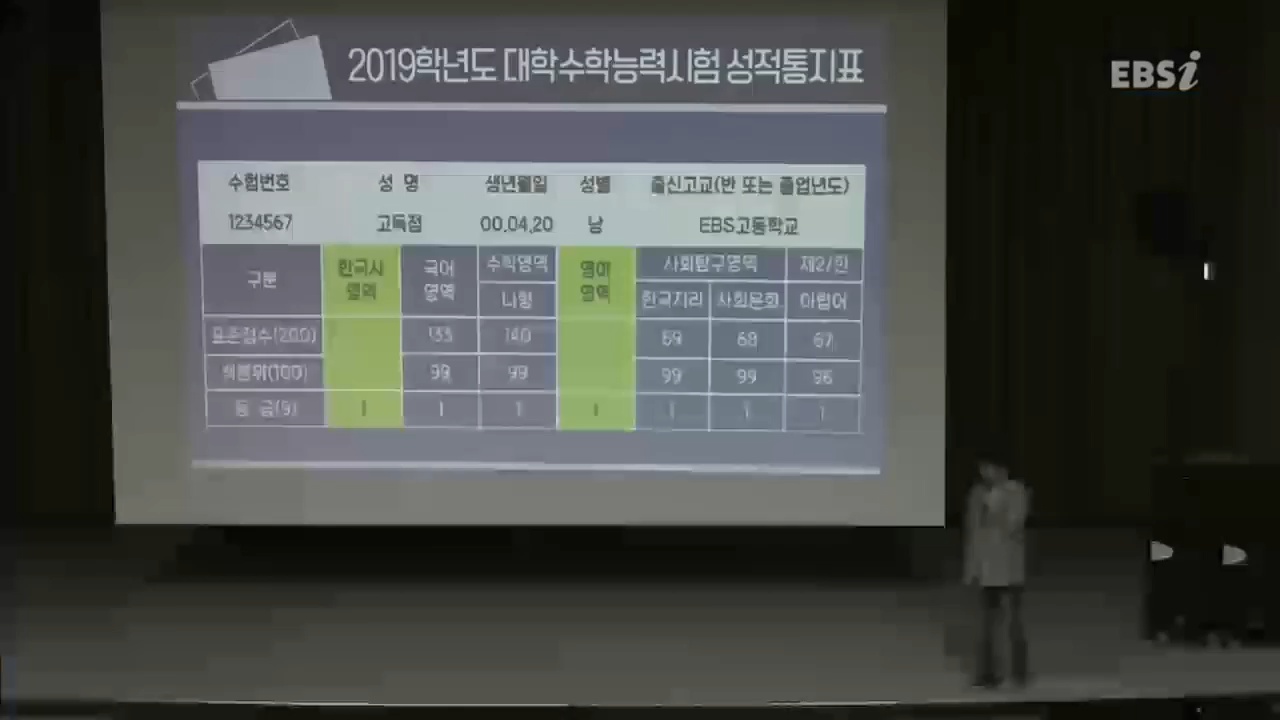 2019학년도 대학수학능력시험 성적통지표
EBSi
수험번호 성 명 생년월일 성별 출신고교(반 또는 졸업년도)
1234567 고득점 00.04.20 남 EBS고등학교
구분 한국사 영역 국어 영역 수학영역 영어 영역 사회탐구영역 제2/한
나형 한국지리 사회문화 아랍어
표준점수(200) 133 140 69 68 67
백분위(100) 99 99 99 99 96
등 급(9) 1 1 1 1 1 1 1